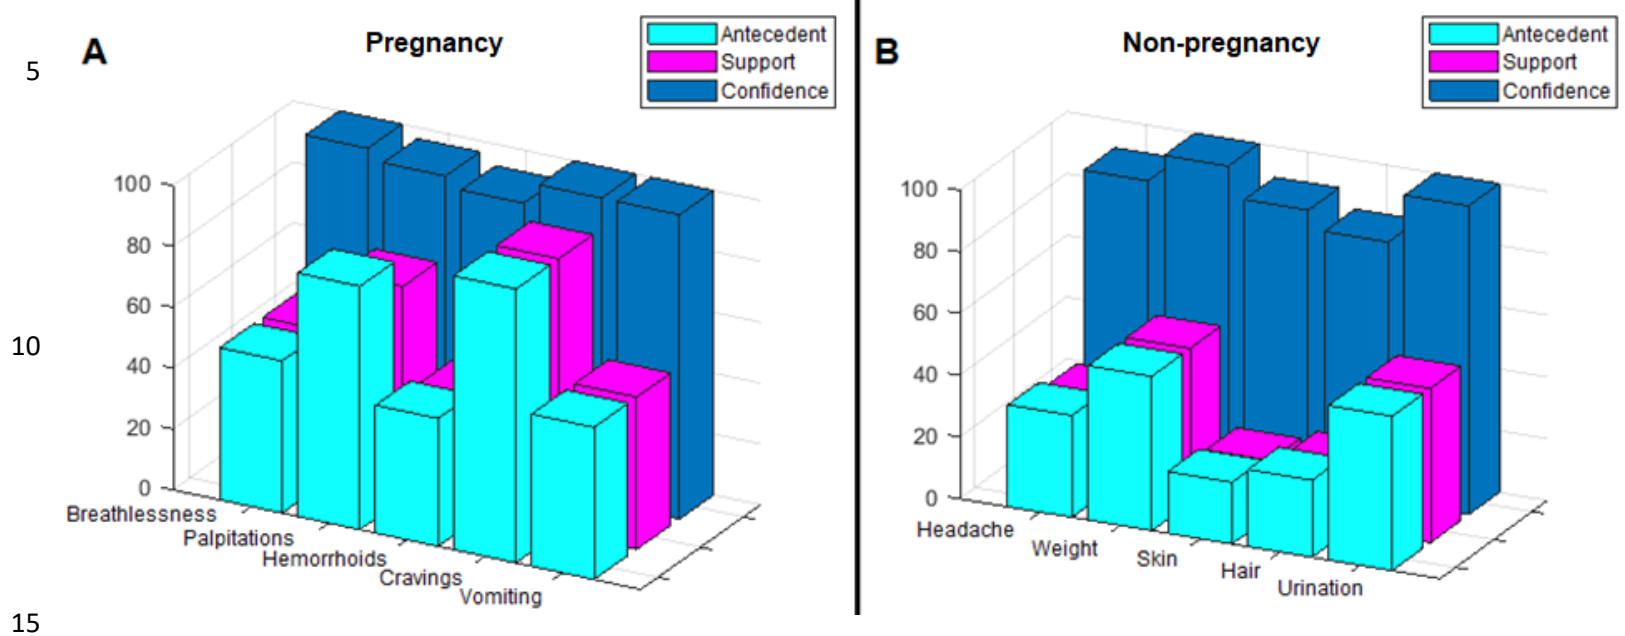 5
10
15
A
Pregnancy
Antecedent
Support
Confidence
100
80
60
40
20
0
Breathlessness
Palpitations
Hemorrhoids
Cravings
Vomiting
B
Non-pregnancy
Antecedent
Support
Confidence
100
80
60
40
20
0
Headache
Weight
Skin
Hair
Urination